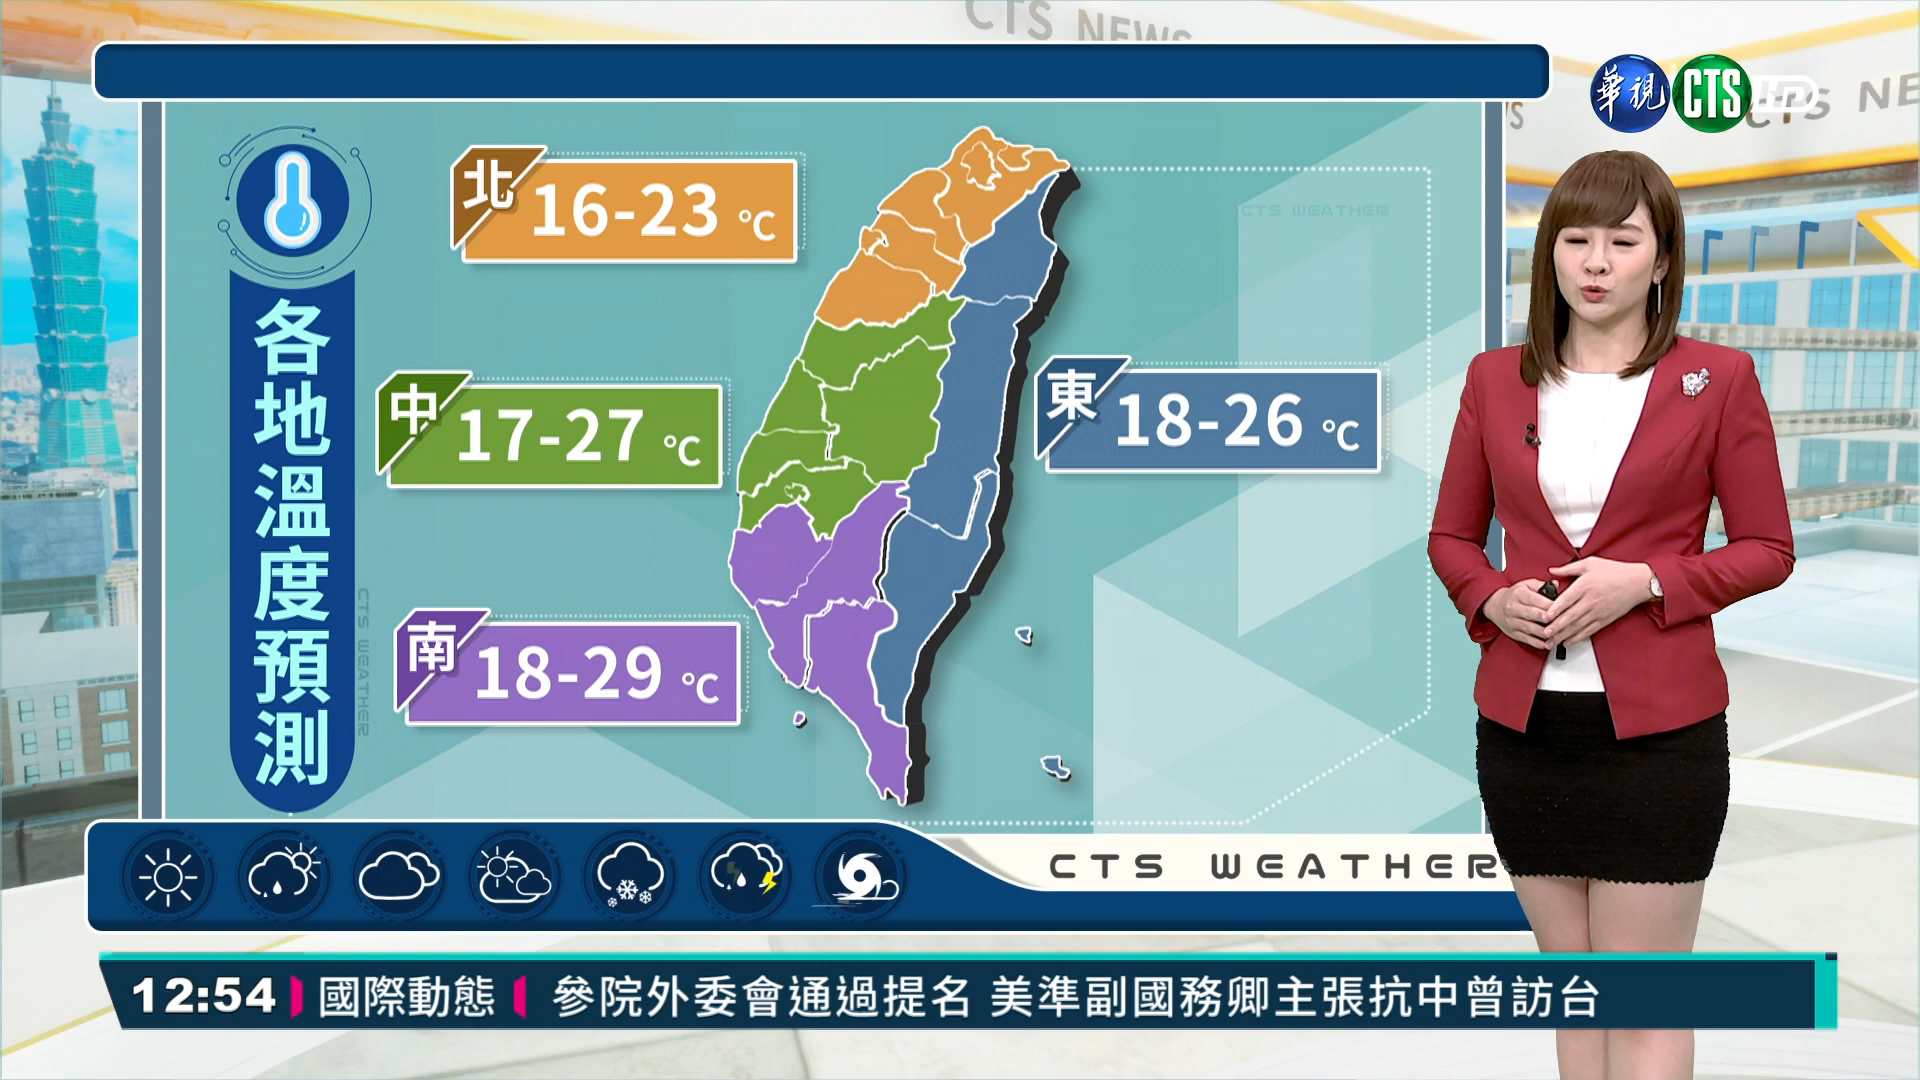 CTS NEWS
華視 CTS HD
CTS NE
北
16-23 °C
CTS WEATHER
各地溫度預測
中
17-27 °C
東
18-26 °C
南
18-29 °C
CTS WEATHER
CTS WEATHER
12:54 國際動態 參院外委會通過提名 美準副國務卿主張抗中曾訪台